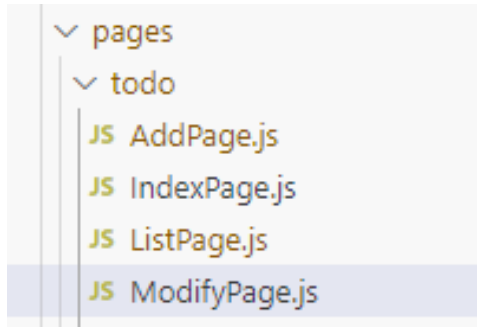 pages
todo
JS AddPage.js
JS IndexPage.js
JS ListPage.js
JS ModifyPage.js